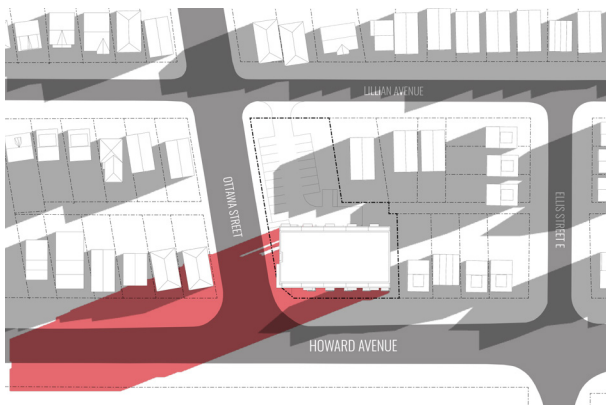 LILLIAN AVENUE
OTTAWA STREET
ELLIS STREET E
HOWARD AVENUE